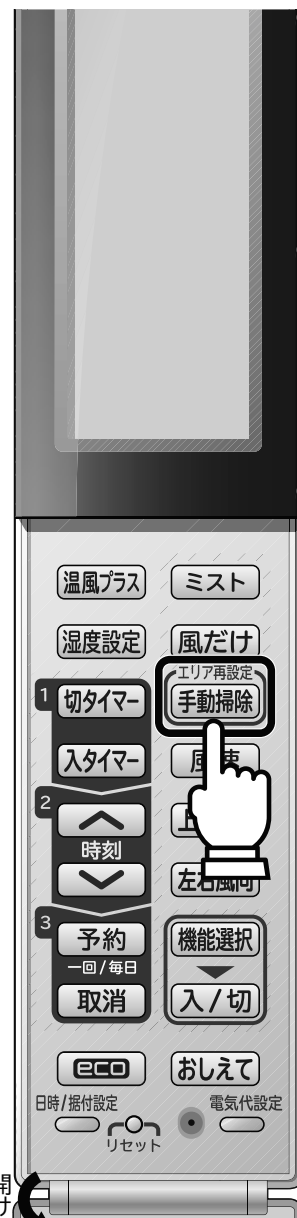 温風プラス ミスト
湿度設定 風だけ
エリア再設定
1 切タイマー 手動掃除
入タイマー
2
時刻
左右風向
3 予約 機能選択
一回/毎日
取消 入/切
eco おしえて
日時/据付設定 電気代設定
リセット
開
け